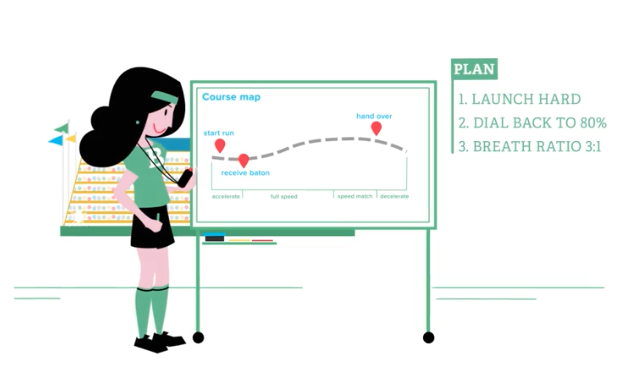 PLAN
1. LAUNCH HARD
2. DIAL BACK TO 80%
3. BREATH RATIO 3:1
Course map
hand over
start run
receive baton
accelerate
full speed
speed match
decelerate